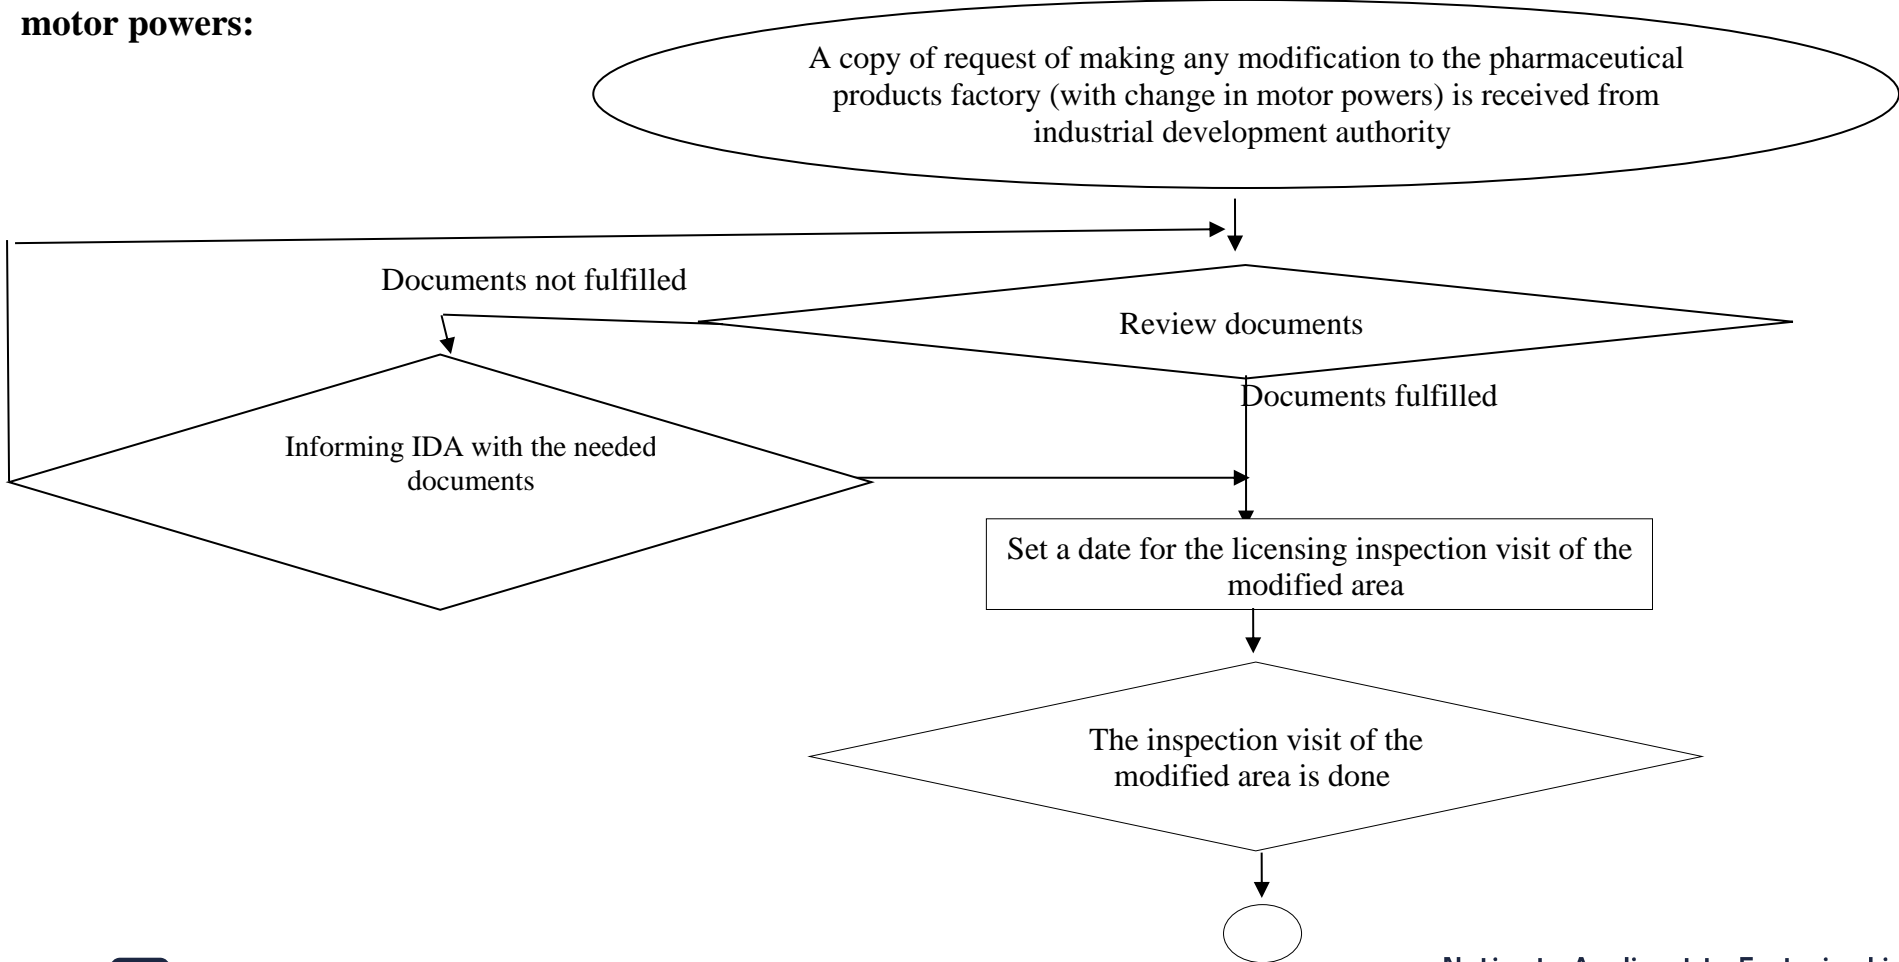 motor powers:
A copy of request of making any modification to the pharmaceutical
products factory (with change in motor powers) is received from
industrial development authority
Documents not fulfilled
Review documents
Documents fulfilled
Informing IDA with the needed
documents
Set a date for the licensing inspection visit of the
modified area
The inspection visit of the
modified area is done